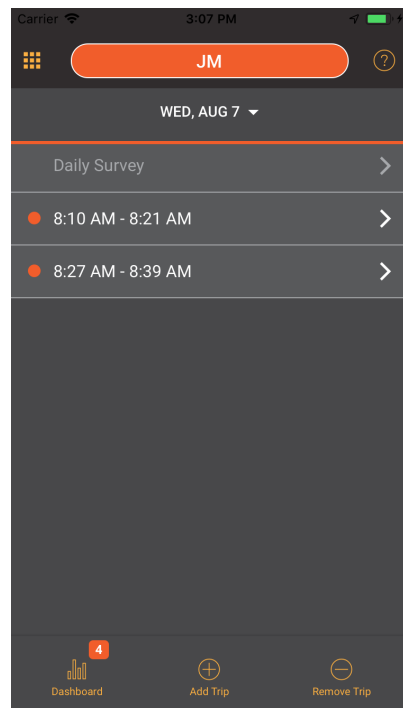 Carrier 3:07 PM
JM
?
WED, AUG 7
Daily Survey
8:10 AM - 8:21 AM
8:27 AM - 8:39 AM
4
Dashboard Add Trip Remove Trip